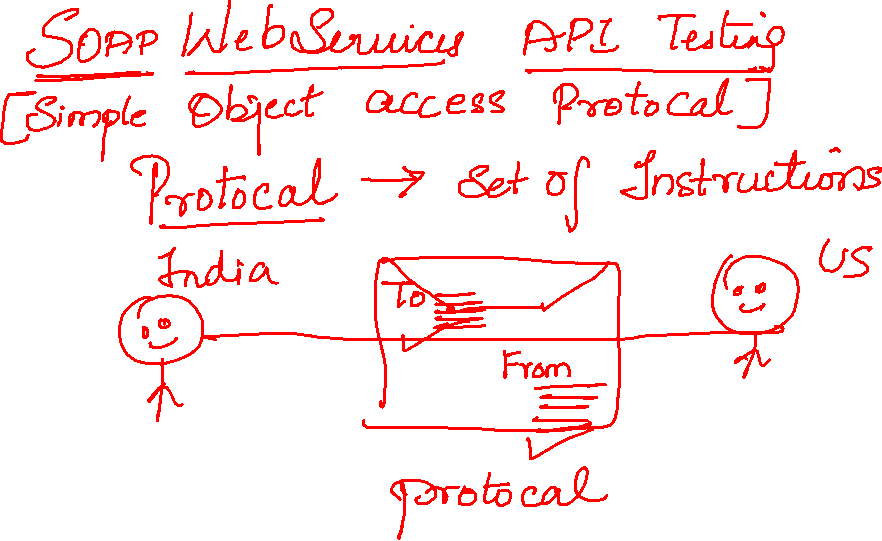 SOAP WebServices API Testing
[Simple Object access Protocal]
Protocal → Set of Instructions
India
US
To
From
protocal